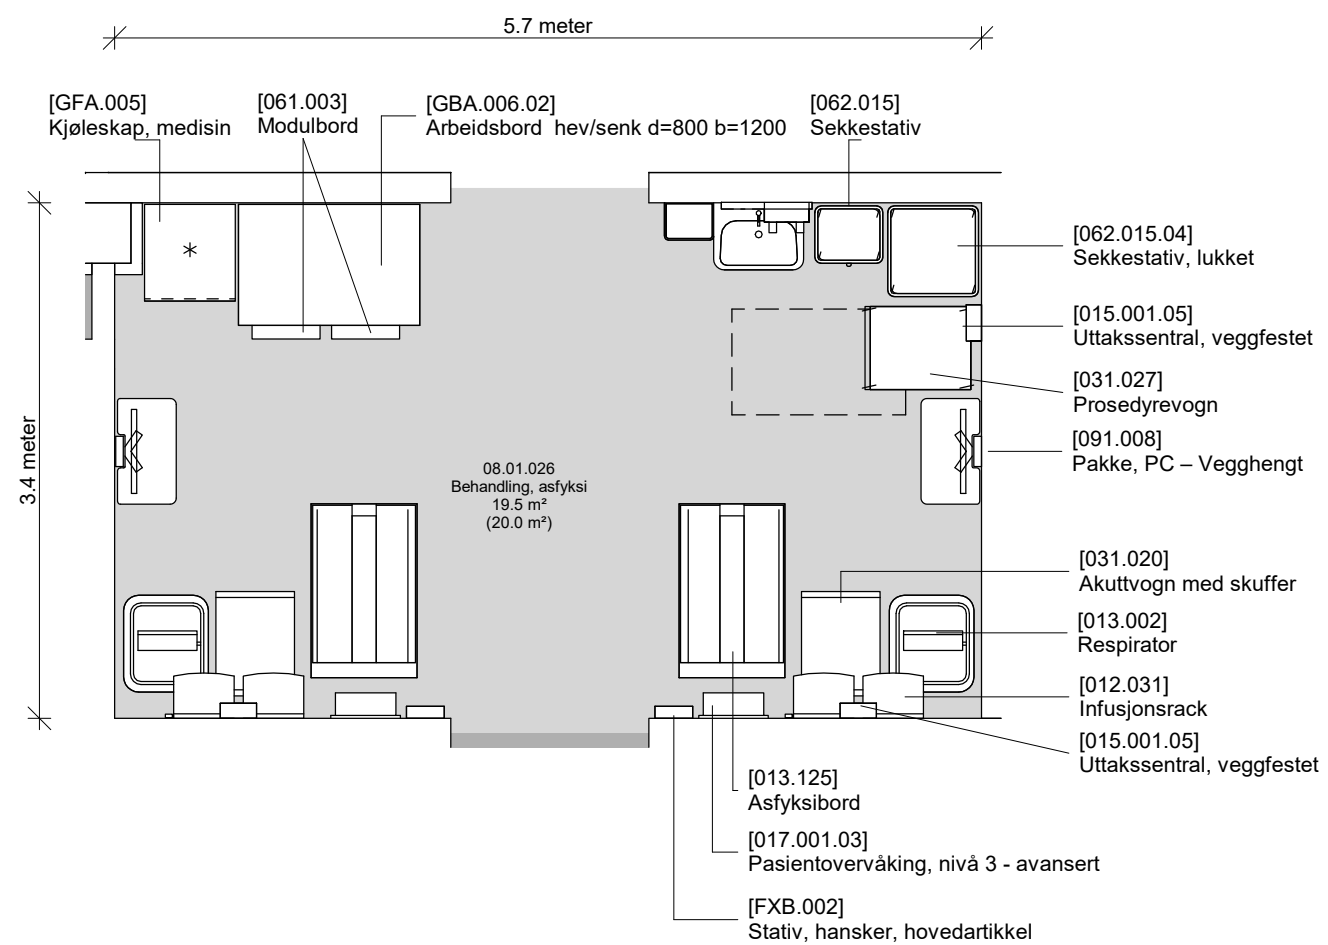 5.7 meter
[GFA.005]
Kjøleskap, medisin
[061.003]
Modulbord
[GBA.006.02]
Arbeidsbord hev/senk d=800 b=1200
[062.015]
Sekkestativ
[062.015.04]
Sekkestativ, lukket
[015.001.05]
Uttakssentral, veggfestet
[031.027]
Prosedyrevogn
[091.008]
Pakke, PC – Vegghengt
3.4 meter
08.01.026
Behandling, asfyksi
19.5 m²
(20.0 m²)
[031.020]
Akuttvogn med skuffer
[013.002]
Respirator
[012.031]
Infusjonsrack
[015.001.05]
Uttakssentral, veggfestet
[013.125]
Asfyksibord
[017.001.03]
Pasientovervåking, nivå 3 - avansert
[FXB.002]
Stativ, hansker, hovedartikkel